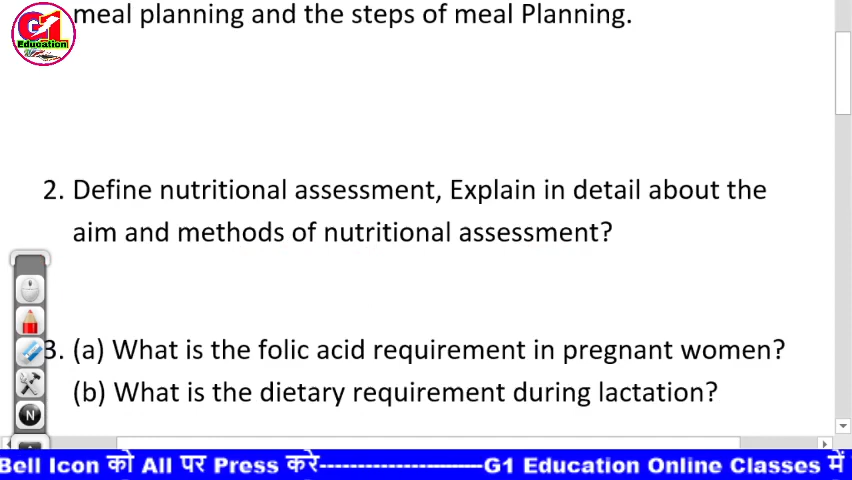 meal planning and the steps of meal Planning.
G1
Education
2. Define nutritional assessment, Explain in detail about the
aim and methods of nutritional assessment?
3. (a) What is the folic acid requirement in pregnant women?
(b) What is the dietary requirement during lactation?
N
Bell Icon को All पर Press करे-----------------------G1 Education Online Classes में